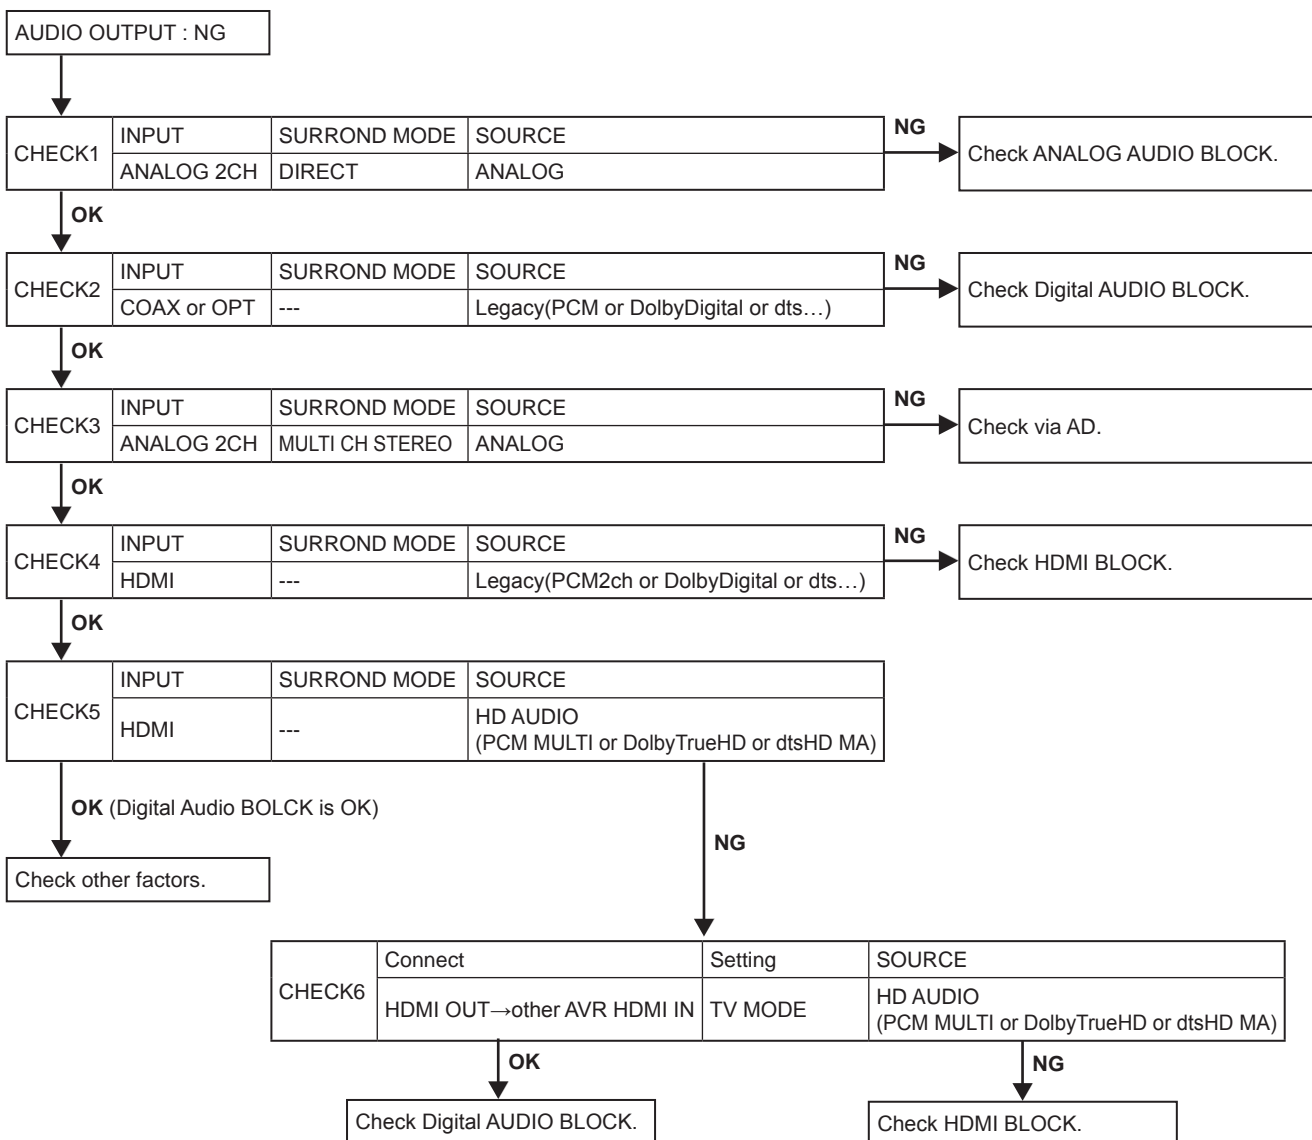 AUDIO OUTPUT : NG
CHECK1
INPUT SURROND MODE SOURCE
ANALOG 2CH DIRECT ANALOG
NG
Check ANALOG AUDIO BLOCK.
OK
CHECK2
INPUT SURROND MODE SOURCE
COAX or OPT --- Legacy(PCM or DolbyDigital or dts…)
NG
Check Digital AUDIO BLOCK.
OK
CHECK3
INPUT SURROND MODE SOURCE
ANALOG 2CH MULTI CH STEREO ANALOG
NG
Check via AD.
OK
CHECK4
INPUT SURROND MODE SOURCE
HDMI --- Legacy(PCM2ch or DolbyDigital or dts…)
NG
Check HDMI BLOCK.
OK
CHECK5
INPUT SURROND MODE SOURCE
HDMI --- HD AUDIO
(PCM MULTI or DolbyTrueHD or dtsHD MA)
OK (Digital Audio BOLCK is OK)
NG
Check other factors.
CHECK6
Connect Setting SOURCE
HDMI OUT→other AVR HDMI IN TV MODE HD AUDIO
(PCM MULTI or DolbyTrueHD or dtsHD MA)
OK
NG
Check Digital AUDIO BLOCK.
Check HDMI BLOCK.